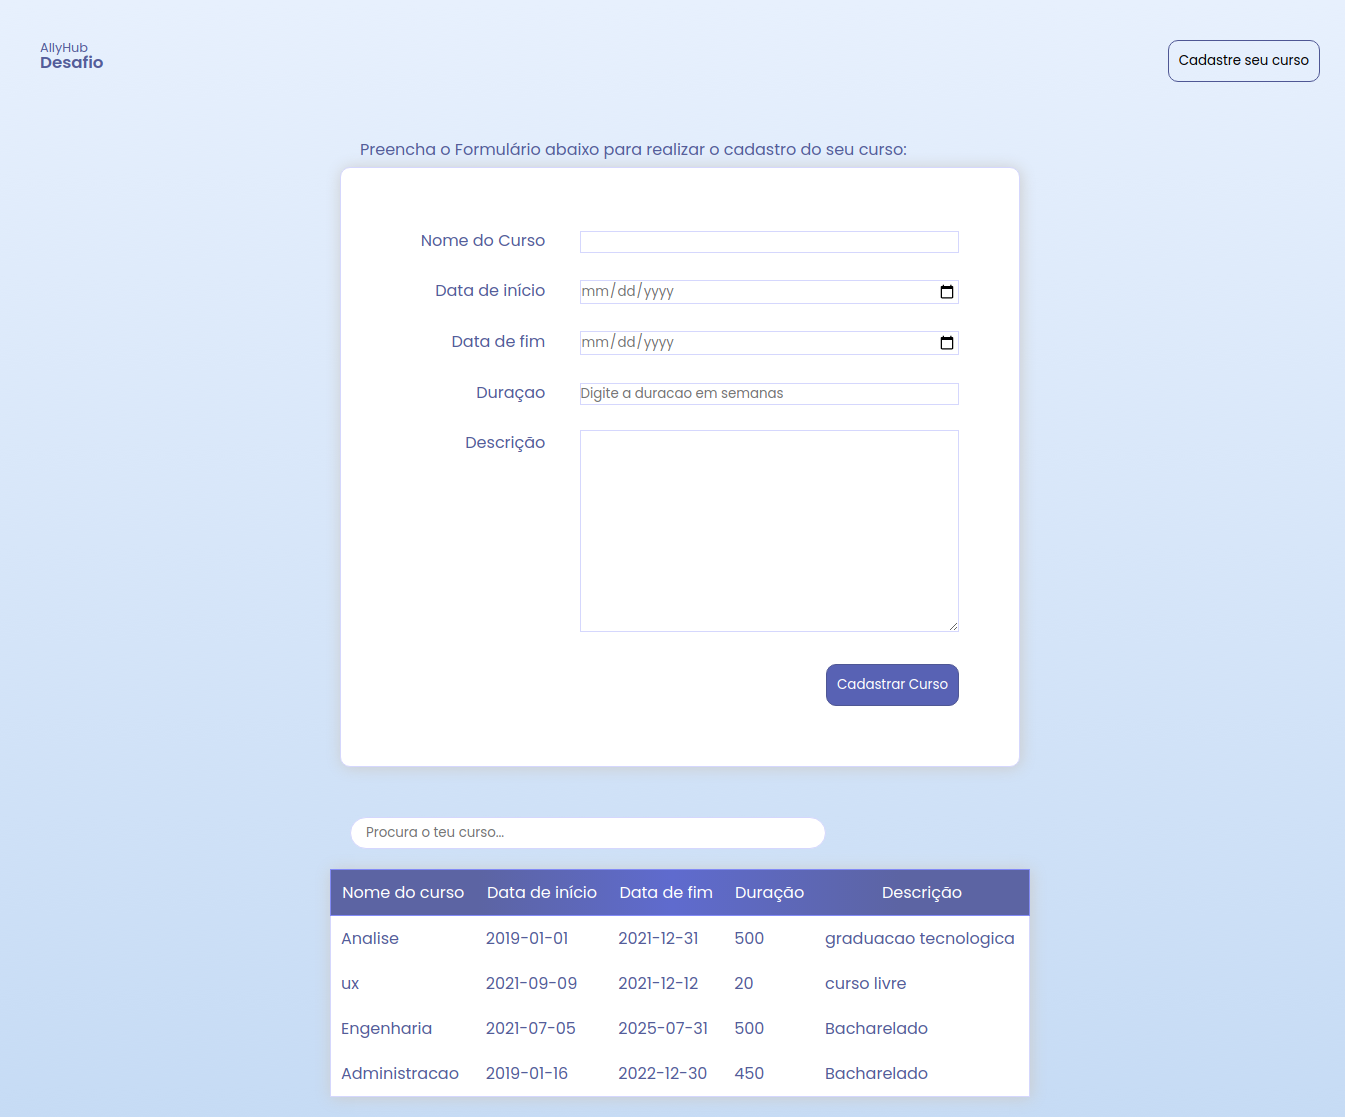 AllyHub
Desafio
Cadastre seu curso
Preencha o Formulário abaixo para realizar o cadastro do seu curso:
Nome do Curso
Data de início mm/dd/yyyy
Data de fim mm/dd/yyyy
Duraçao Digite a duracao em semanas
Descrição
Cadastrar Curso
Procura o teu curso...
Nome do curso Data de início Data de fim Duração Descrição
Analise 2019-01-01 2021-12-31 500 graduacao tecnologica
ux 2021-09-09 2021-12-12 20 curso livre
Engenharia 2021-07-05 2025-07-31 500 Bacharelado
Administracao 2019-01-16 2022-12-30 450 Bacharelado